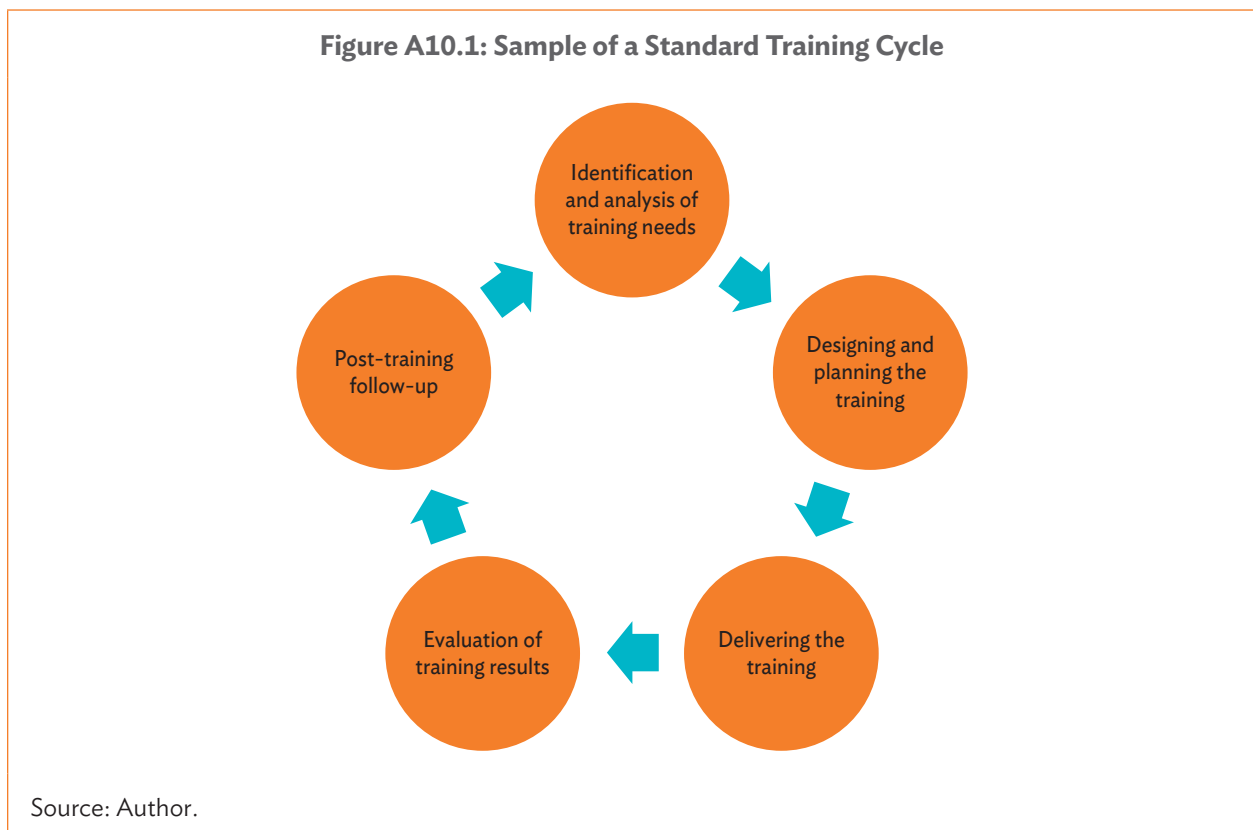 Figure A10.1: Sample of a Standard Training Cycle
Identification
and analysis of
training needs
Designing and
planning the
training
Delivering the
training
Evaluation of
training results
Post-training
follow-up
Source: Author.